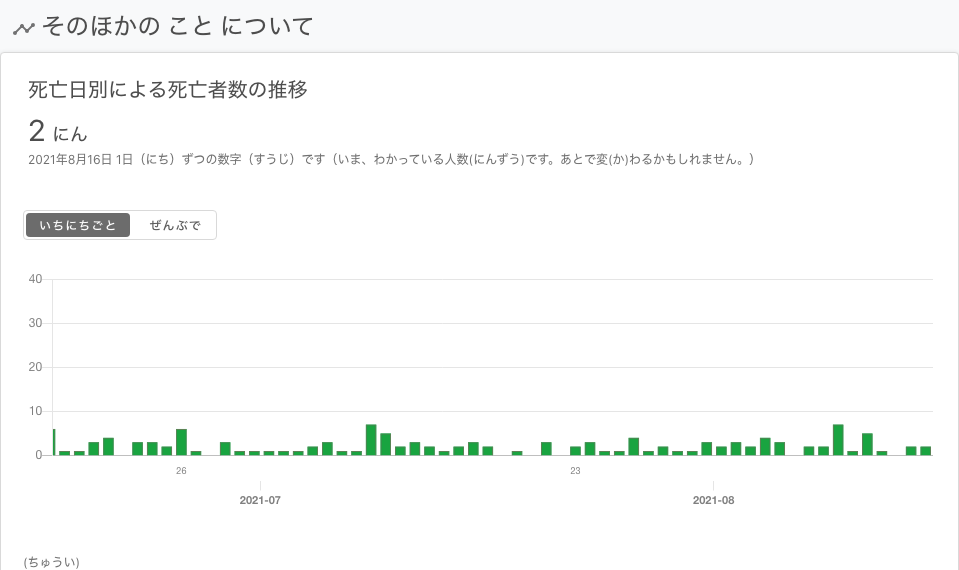 そのほかの こと について
死亡日別による死亡者数の推移
2 にん
2021年8月16日 1日（にち）ずつの数字（すうじ）です（いま、わかっている人数(にんずう)です。あとで変(か)わるかもしれません。）
いちにちごと ぜんぶで
40
30
20
10
0
26 23
2021-07 2021-08
(ちゅうい)